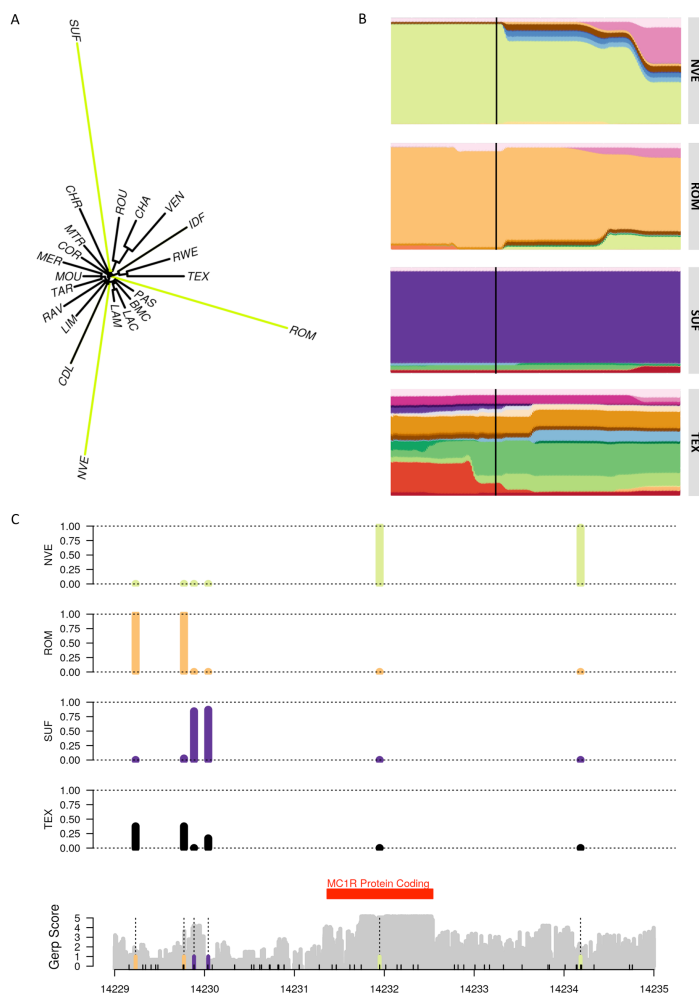 A
B
SUF
NVE
CHR
ROU
CHA
VEN
IDF
MTR
COR
MER
RWE
MOU
TEX
TAR
PAS
BMC
RAV
LAC
LAM
LIM
ROM
CDL
NVE
ROM
SUF
TEX
C
NVE
1.00
0.75
0.50
0.25
0.00
ROM
1.00
0.75
0.50
0.25
0.00
SUF
1.00
0.75
0.50
0.25
0.00
TEX
1.00
0.75
0.50
0.25
0.00
MC1R Protein Coding
Gerp Score
5
4
3
2
1
0
14229 14230 14231 14232 14233 14234 14235